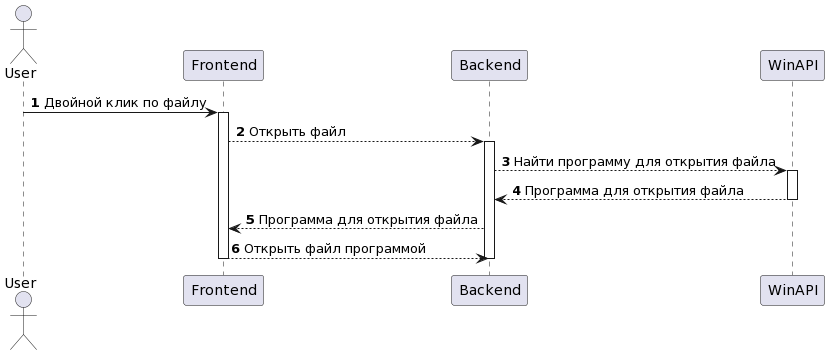 User
Frontend
Backend
WinAPI
1 Двойной клик по файлу
2 Открыть файл
3 Найти программу для открытия файла
4 Программа для открытия файла
5 Программа для открытия файла
6 Открыть файл программой
User
Frontend
Backend
WinAPI